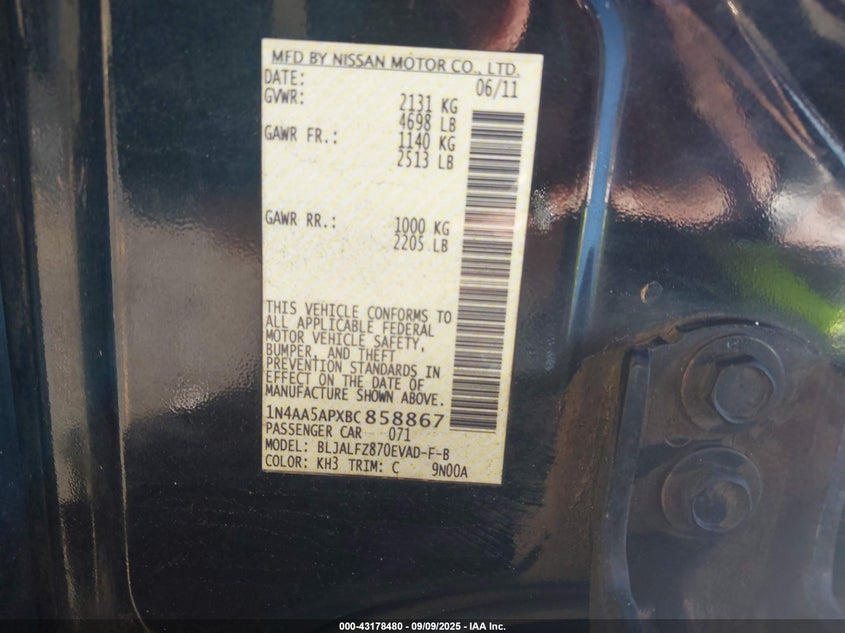 MFD BY NISSAN MOTOR CO., LTD.
DATE: 06/11
GVWR: 2131 KG
4698 LB
GAWR FR.: 1140 KG
2513 LB
GAWR RR.: 1000 KG
2205 LB
THIS VEHICLE CONFORMS TO
ALL APPLICABLE FEDERAL
MOTOR VEHICLE SAFETY,
BUMPER, AND THEFT
PREVENTION STANDARDS IN
EFFECT ON THE DATE OF
MANUFACTURE SHOWN ABOVE.
1N4AA5APXBC858867
PASSENGER CAR 071
MODEL: BLJALFZ870EVAD-F-B
COLOR: KH3 TRIM: C 9N00A
000-43178480 - 09/09/2025 - IAA Inc.